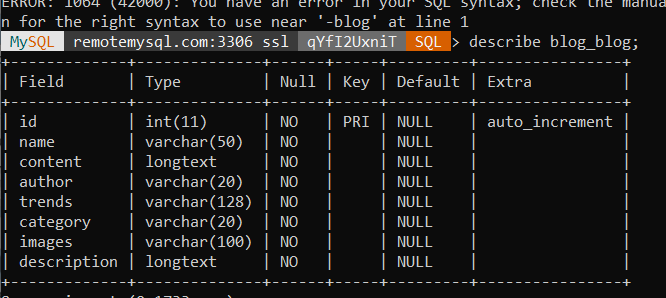 ERROR: 1064 (42000): You have an error in your SQL syntax; check the manua
n for the right syntax to use near '-blog' at line 1
MySQL remotemysql.com:3306 ssl qYfI2UxniT SQL > describe blog_blog;
+-------------+--------------+------+-----+---------+----------------+
| Field | Type | Null | Key | Default | Extra |
+-------------+--------------+------+-----+---------+----------------+
| id | int(11) | NO | PRI | NULL | auto_increment |
| name | varchar(50) | NO | | NULL | |
| content | longtext | NO | | NULL | |
| author | varchar(20) | NO | | NULL | |
| trends | varchar(128) | NO | | NULL | |
| category | varchar(20) | NO | | NULL | |
| images | varchar(100) | NO | | NULL | |
| description | longtext | NO | | NULL | |
+-------------+--------------+------+-----+---------+----------------+